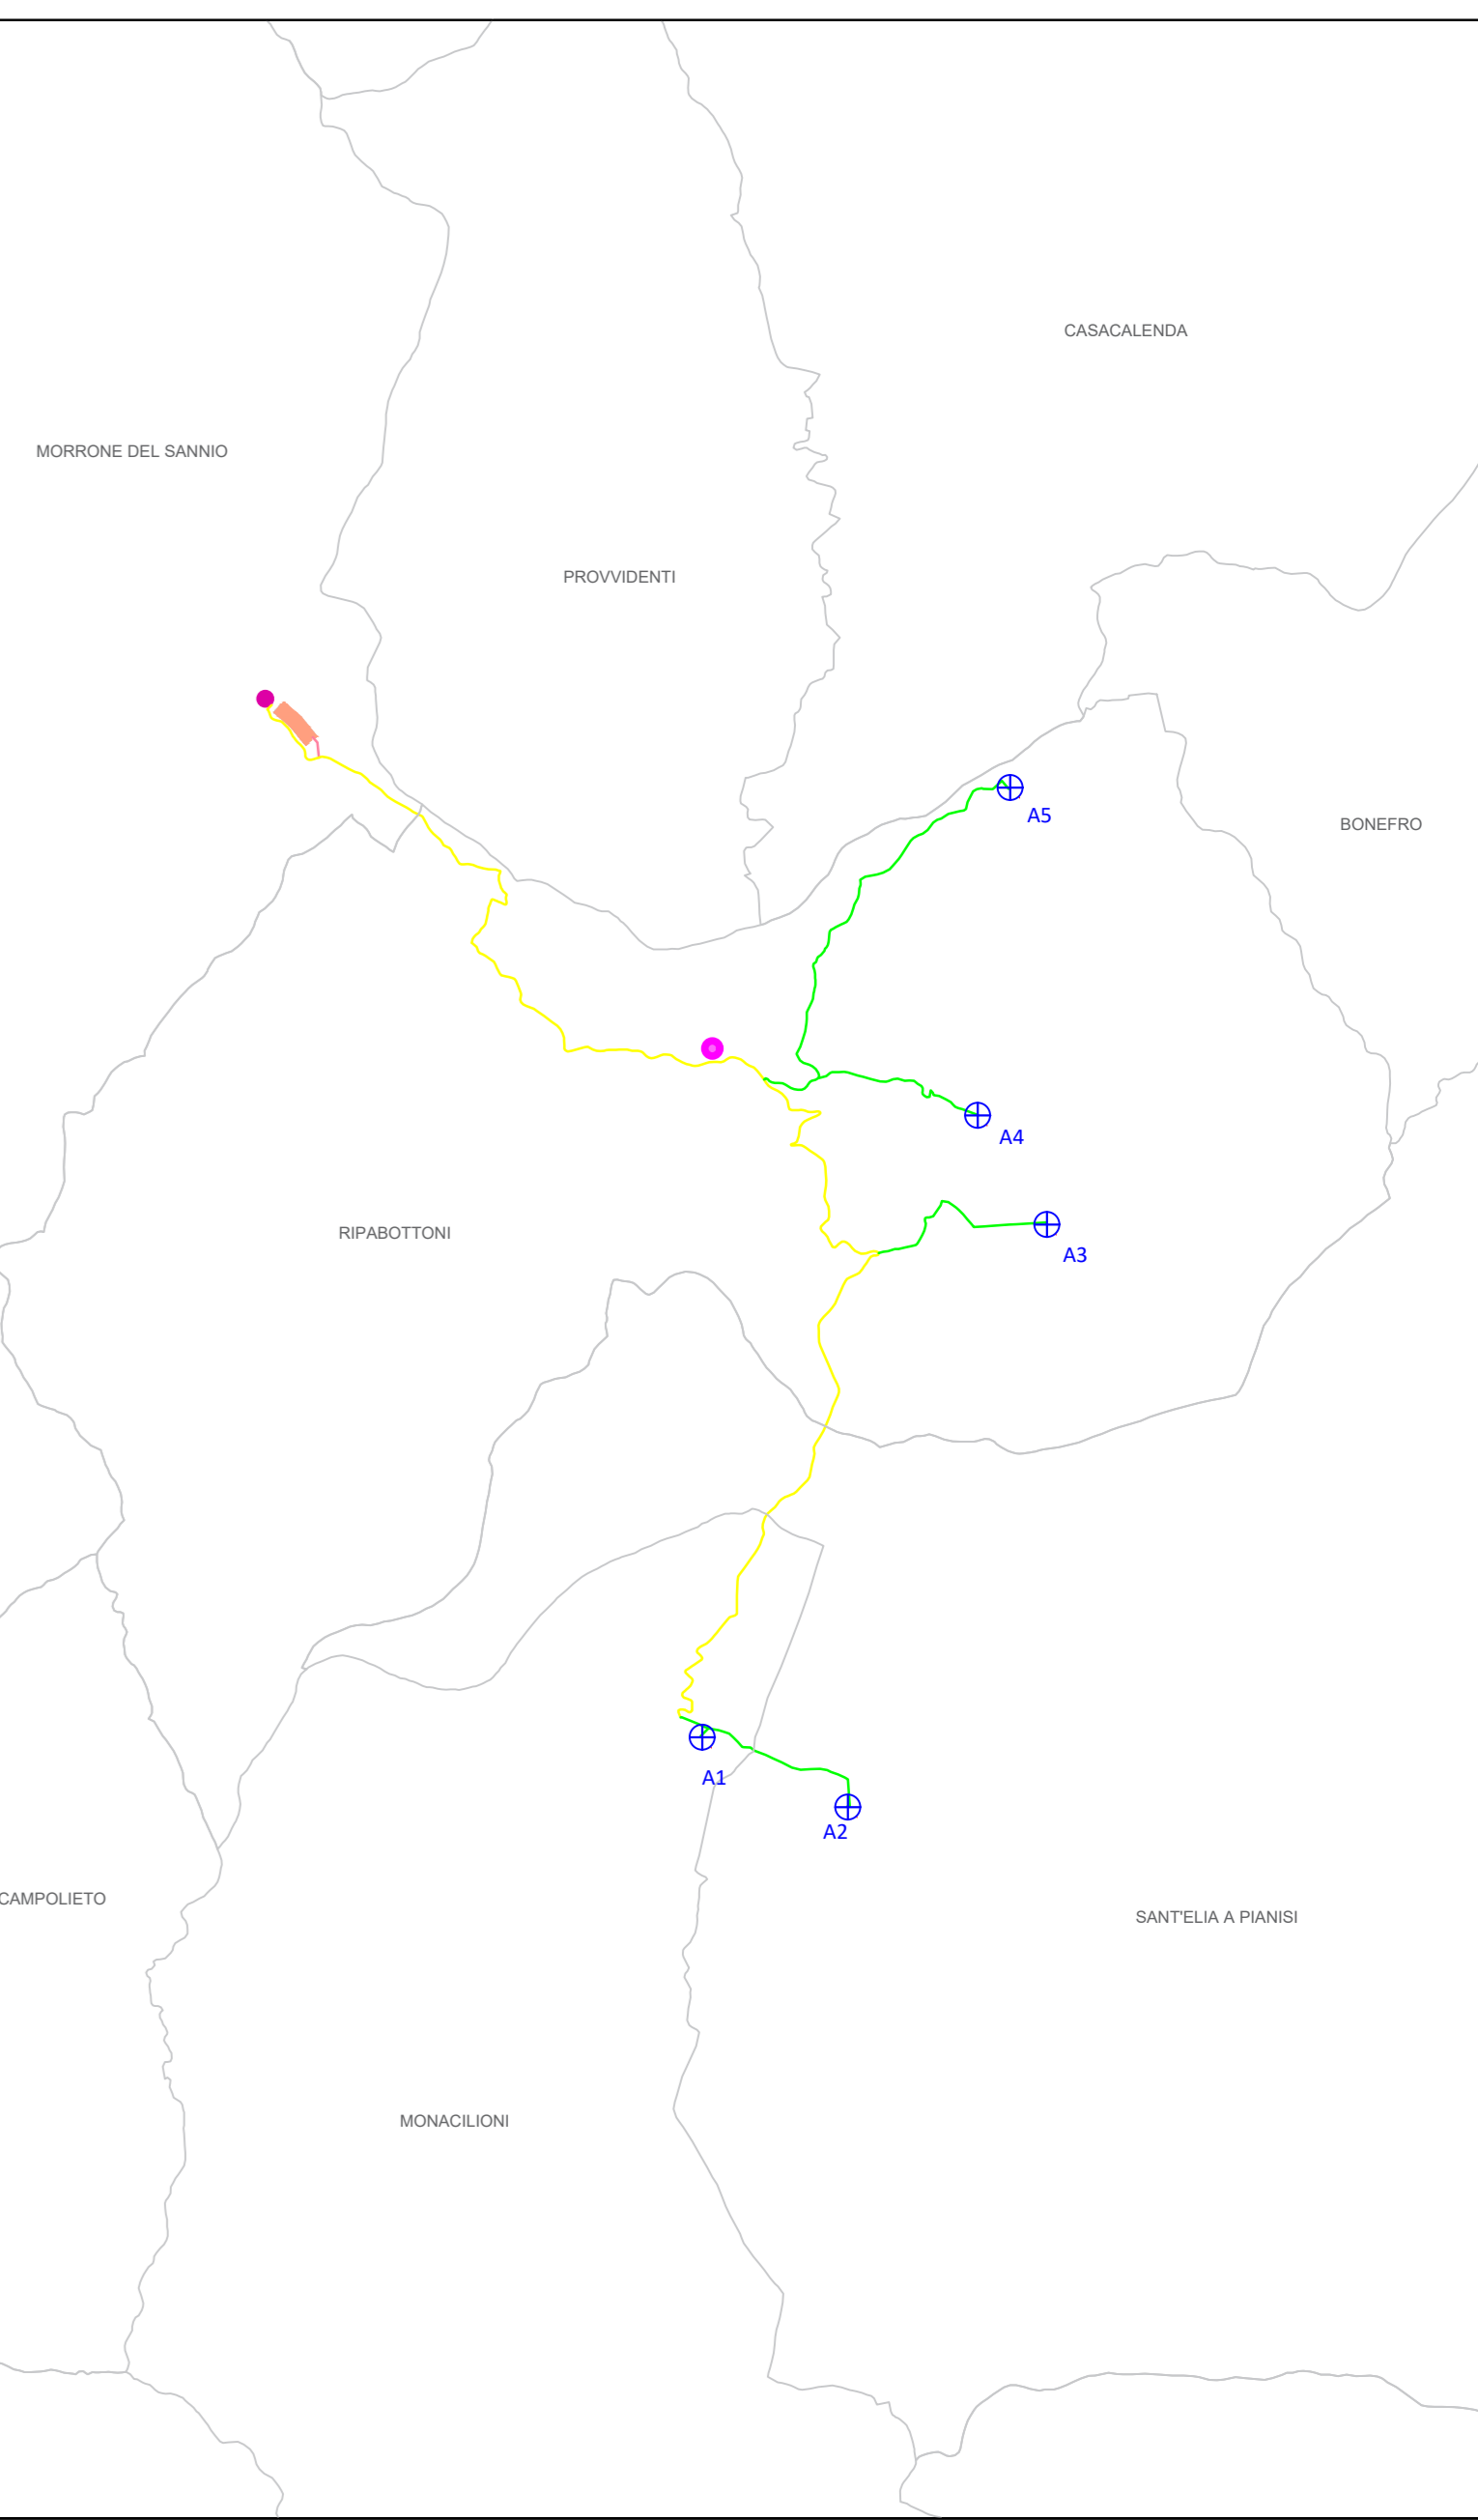 CASACALENDA
MORRONE DEL SANNIO
PROVVIDENTI
A5
BONEFRO
A4
RIPABOTTONI
A3
A1
A2
CAMPOLIETO
SANT'ELIA A PIANISI
MONACILIONI